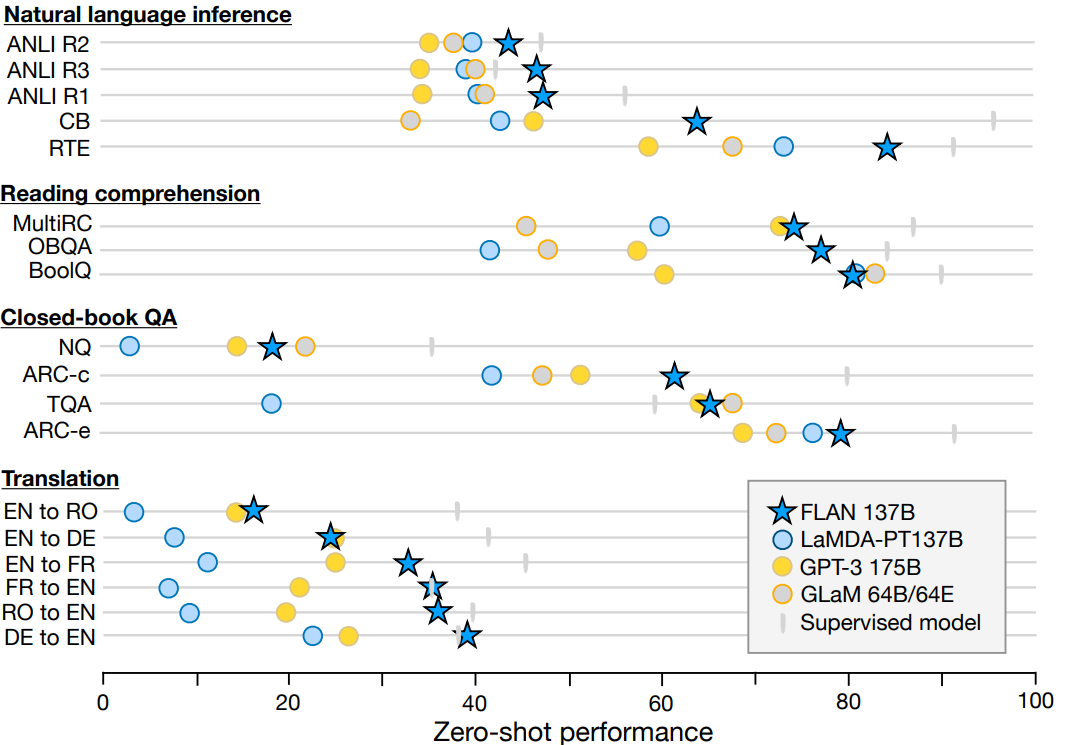 Natural language inference
ANLI R2
ANLI R3
ANLI R1
CB
RTE
Reading comprehension
MultiRC
OBQA
BoolQ
Closed-book QA
NQ
ARC-c
TQA
ARC-e
Translation
EN to RO
EN to DE
EN to FR
FR to EN
RO to EN
DE to EN
FLAN 137B
LaMDA-PT137B
GPT-3 175B
GLaM 64B/64E
Supervised model
0 20 40 60 80 100
Zero-shot performance